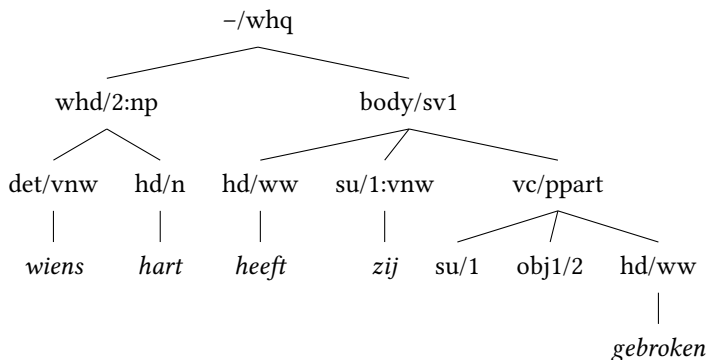 –/whq
whd/2:np body/sv1
det/vnw hd/n hd/ww su/1:vnw vc/ppart
wiens hart heeft zij su/1 obj1/2 hd/ww
gebroken